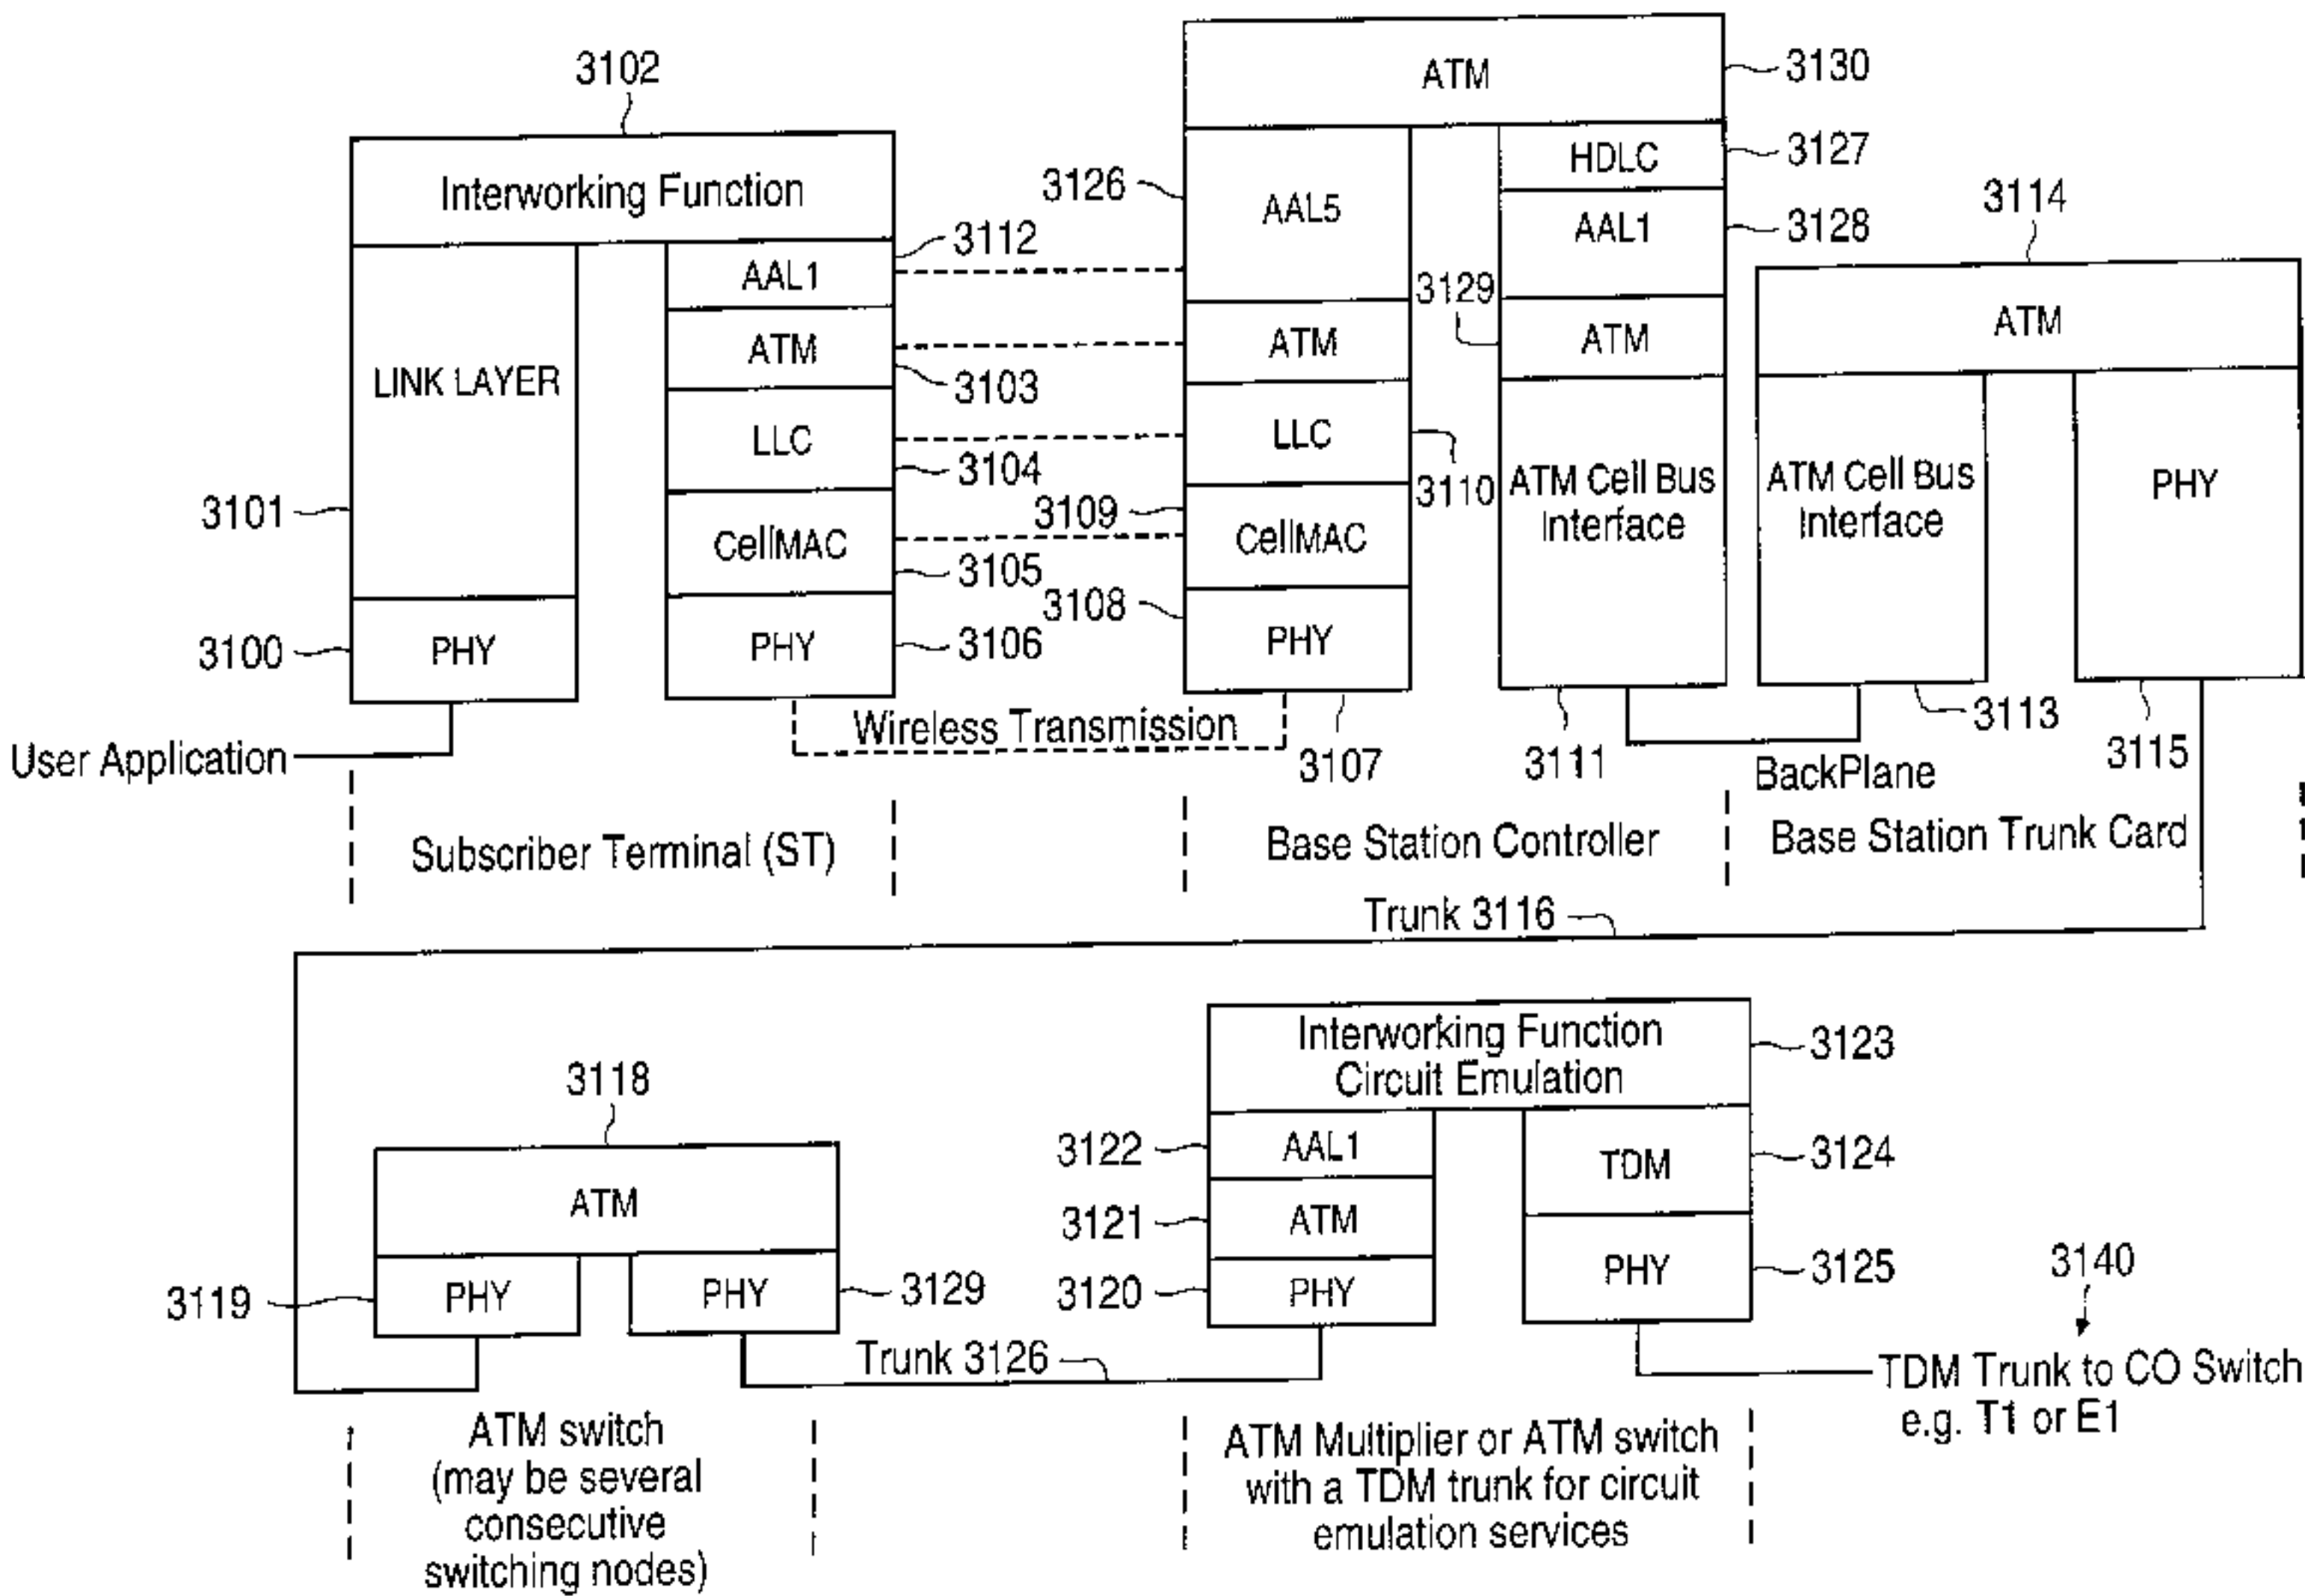 3102
Interworking Function
3112
AAL1
ATM
3103
LINK LAYER
LLC
3104
3101
CellMAC
3105
3100
PHY
PHY
3106
User Application
Wireless Transmission
Subscriber Terminal (ST)
ATM
3130
HDLC
3127
3126
AAL5
AAL1
3128
3129
ATM
ATM
LLC
3110
3109
CellMAC
ATM Cell Bus
Interface
3108
PHY
3107
3111
Base Station Controller
3114
ATM
ATM Cell Bus
Interface
PHY
3113
3115
BackPlane
Base Station Trunk Card
Trunk 3116
3118
ATM
3119
PHY
PHY
3129
Trunk 3126
ATM switch
(may be several
consecutive
switching nodes)
Interworking Function
Circuit Emulation
3123
3122
AAL1
TDM
3124
3121
ATM
3120
PHY
PHY
3125
3140
TDM Trunk to CO Switch
e.g. T1 or E1
ATM Multiplier or ATM switch
with a TDM trunk for circuit
emulation services